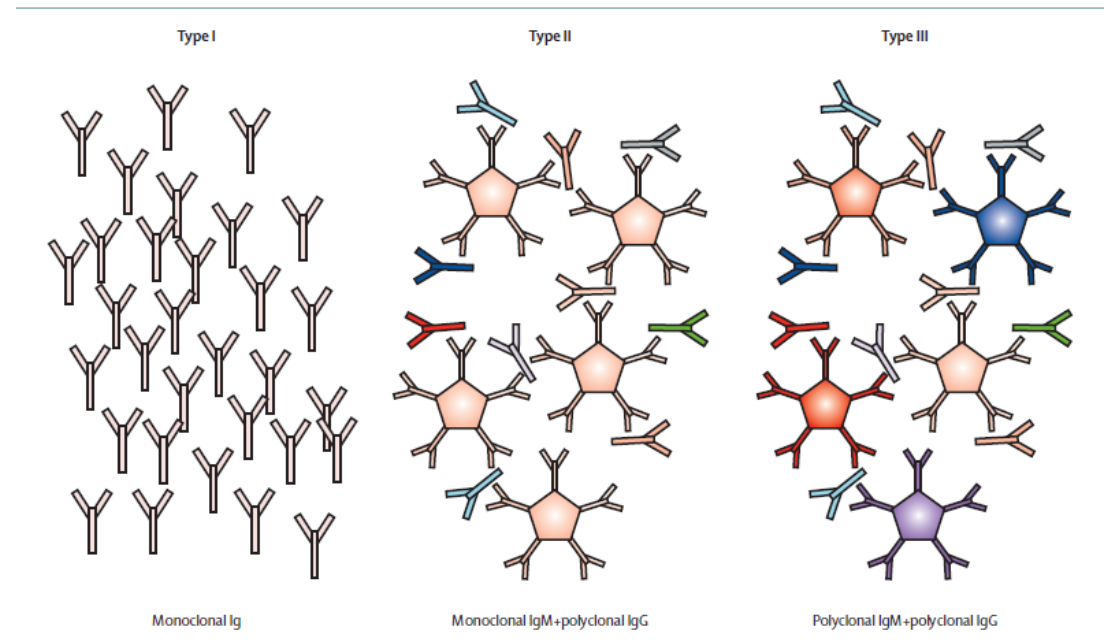 Type I
Type II
Type III
Monoclonal Ig
Monoclonal IgM+polyclonal IgG
Polyclonal IgM+polyclonal IgG